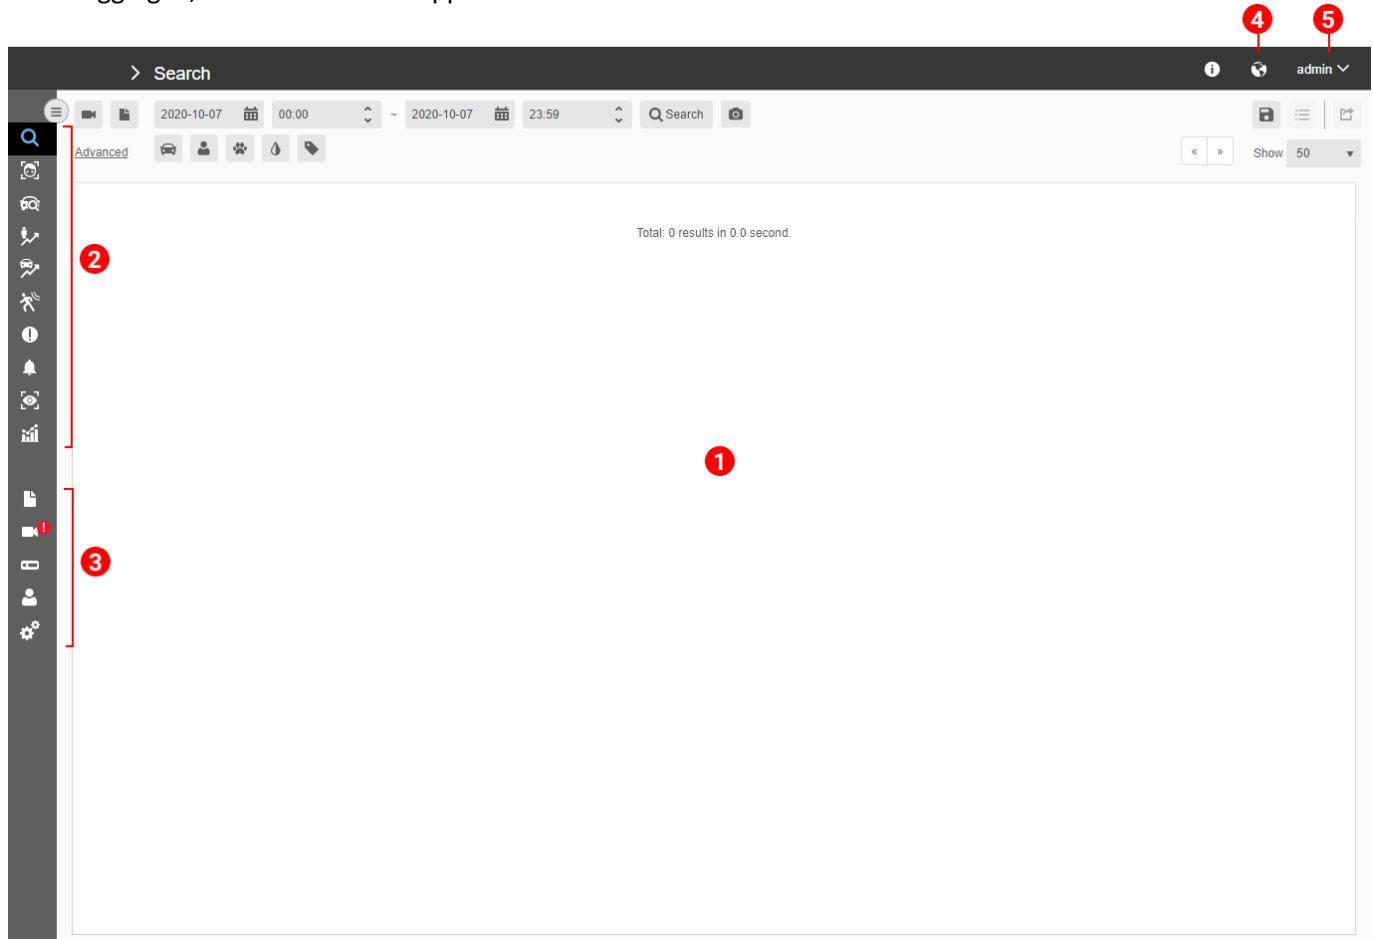 4 5
Search admin
2020-10-07 00:00 ~ 2020-10-07 23:59 Search
Advanced « » Show 50
Total: 0 results in 0.0 second.
2
1
3